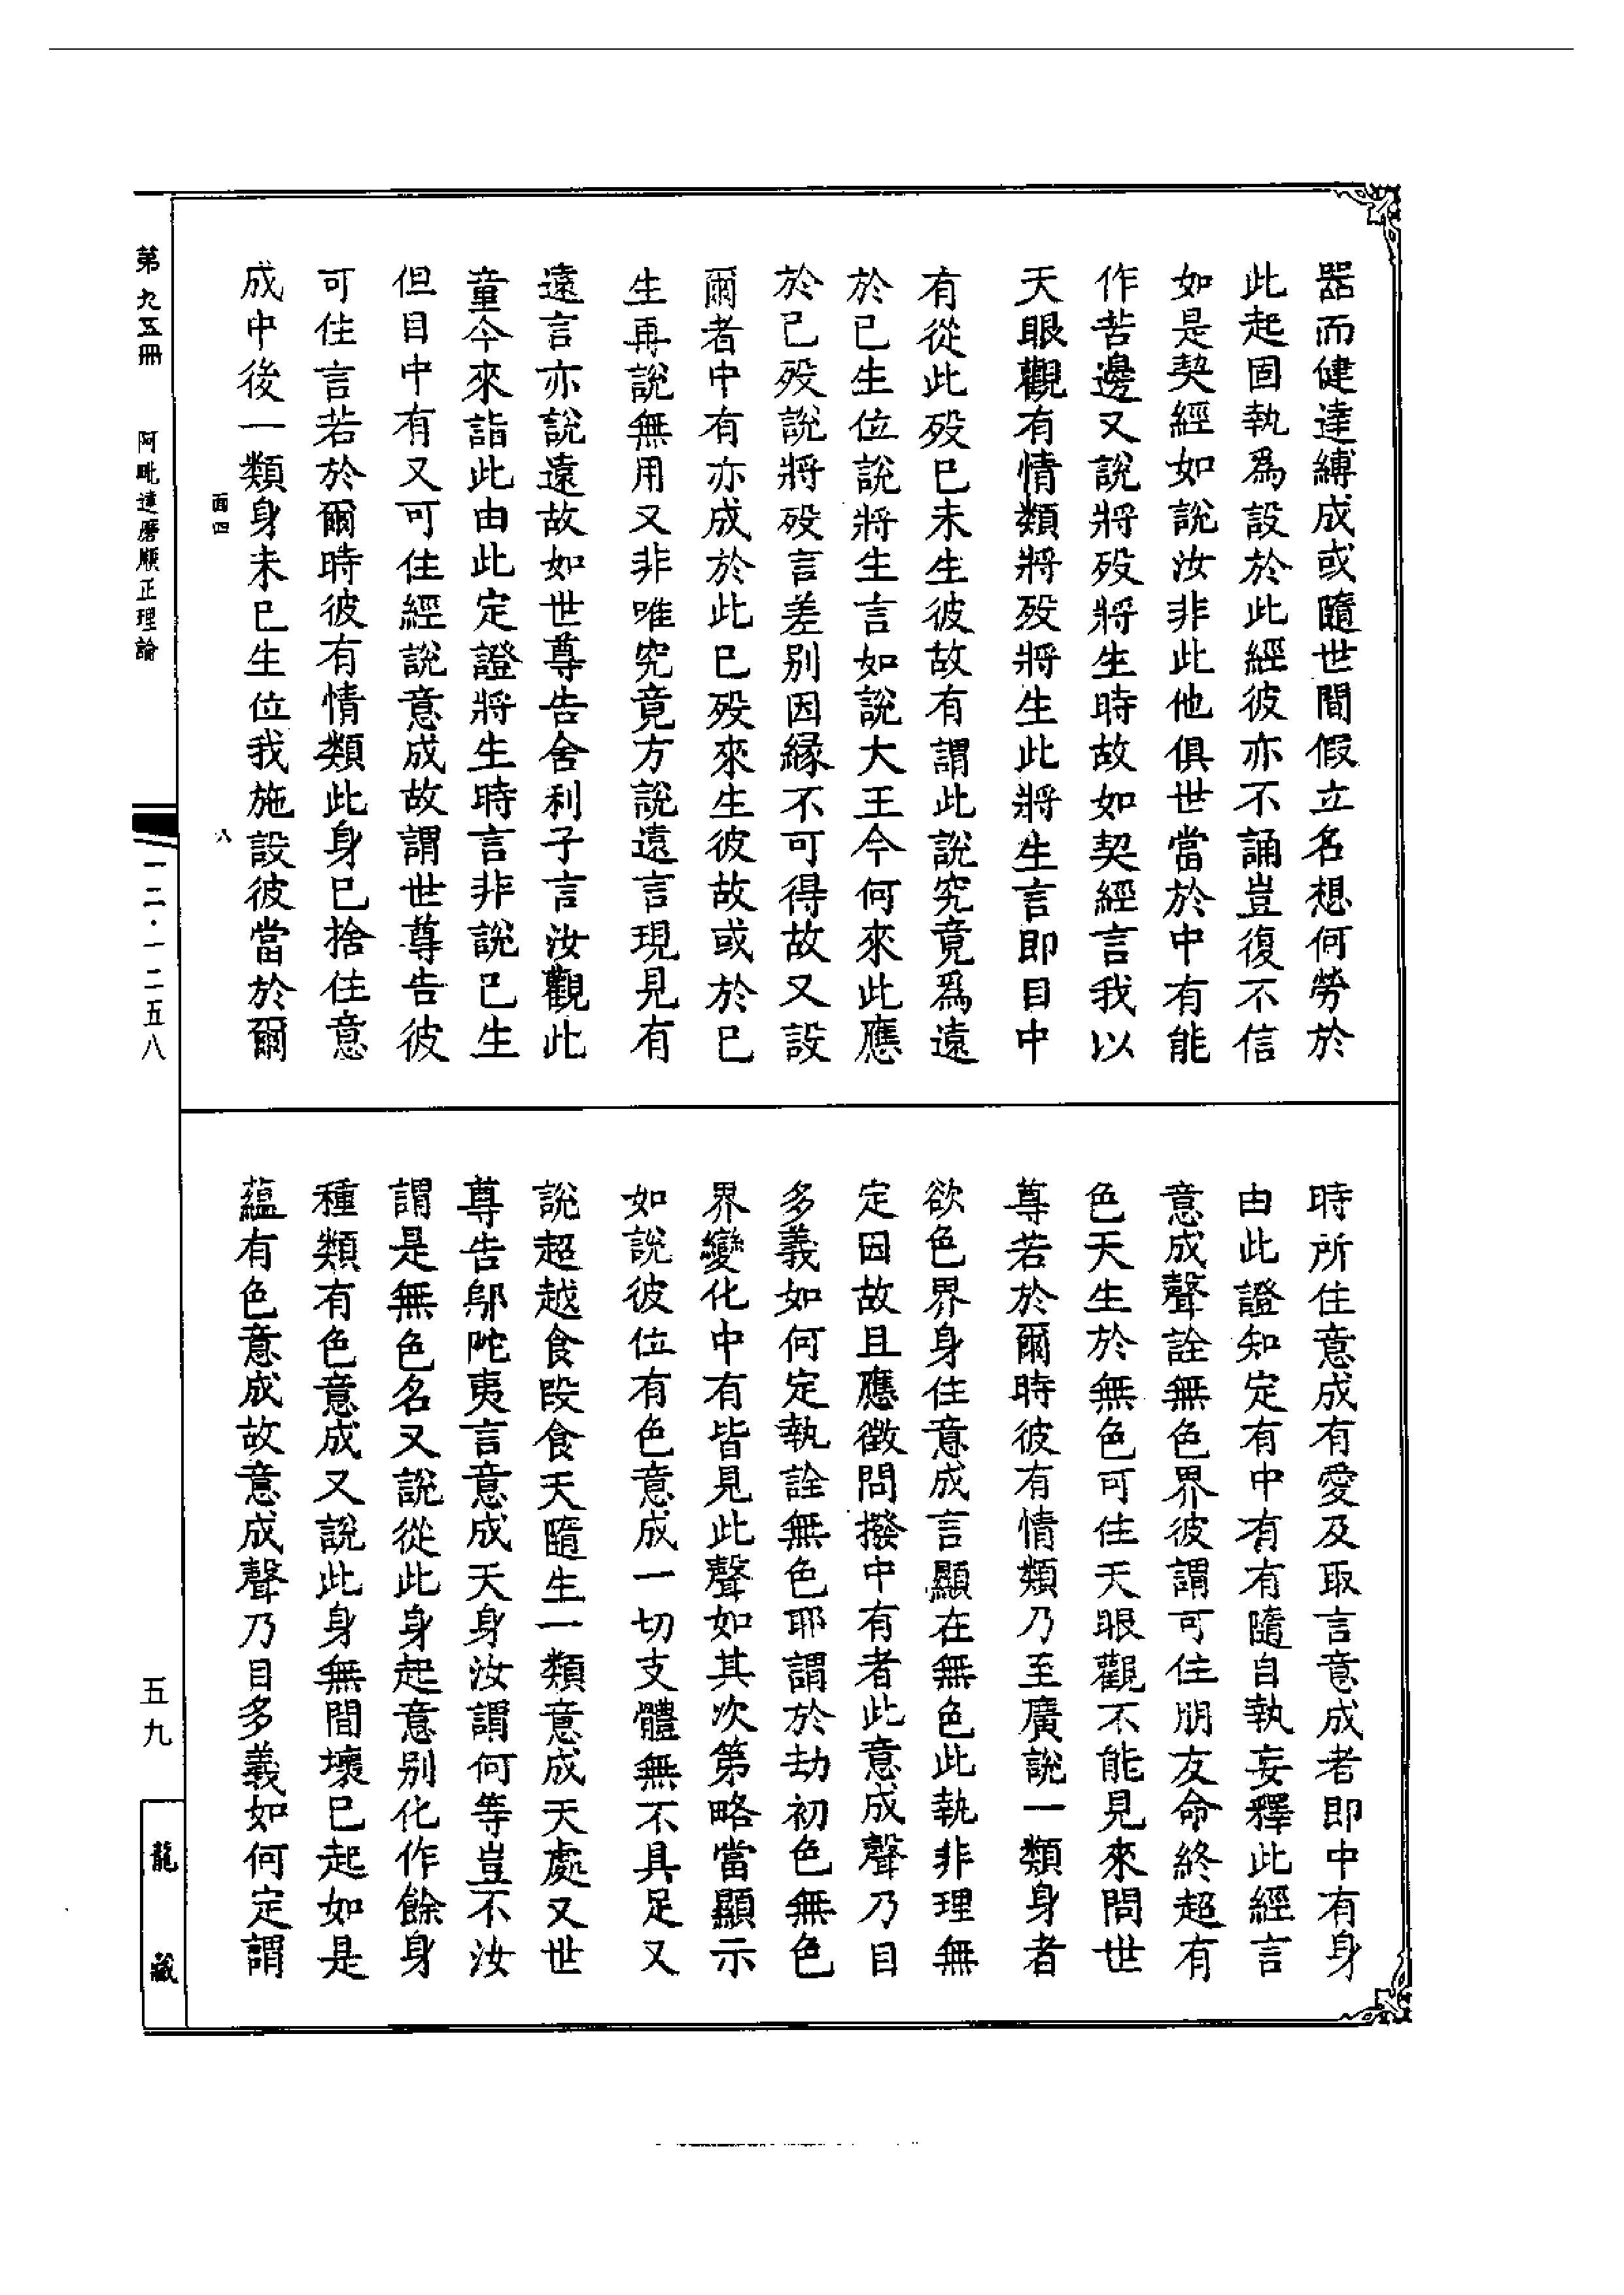 器而健達縛成或隨世間假立名想何勞於
此起固執爲設於此經彼亦不誦豈復不信
如是契經如說汝非此他俱世當於中有能
作苦邊又說將歿將生時故如契經言我以
天眼觀有情類將歿將生此將生言即目中
有從此歿已未生彼故有謂此說究竟爲遠
於已生位說將生言如說大王今何來此應
於已歿說將歿言差別因緣不可得故又設
爾者中有亦成於此已歿來生彼故或於已
生再說無用又非唯究竟方說遠言現見有
遠言亦說遠故如世尊告舍利子言汝觀此
童今來詣此由此定證將生時言非說已生
但目中有又可住經說意成故謂世尊告彼
可住言若於爾時彼有情類此身已捨住意
成中後一類身未已生位我施設彼當於爾
時所住意成有愛及取言意成者即中有身
由此證知定有中有有隨自執妄釋此經言
意成聲詮無色界彼謂可住朋友命終超有
色天生於無色可住天眼觀不能見來問世
尊若於爾時彼有情類乃至廣說一類身者
欲色界身住意成言顯在無色此執非理無
定因故且應徵問撥中有者此意成聲乃目
多義如何定執詮無色耶謂於劫初色無色
界變化中有皆見此聲如其次第略當顯示
如說彼位有色意成一切支體無不具足又
說超越食段食天隨生一類意成天處又世
尊告鄔陀夷言意成天身汝謂何等豈不汝
謂是無色名又說從此身起意別化作餘身
種類有色意成又說此身無間壞已起如是
蘊有色意成故意成聲乃目多義如何定謂
面四
八
第九五冊
阿毗達磨順正理論
一二·一二五八
五九
龍藏